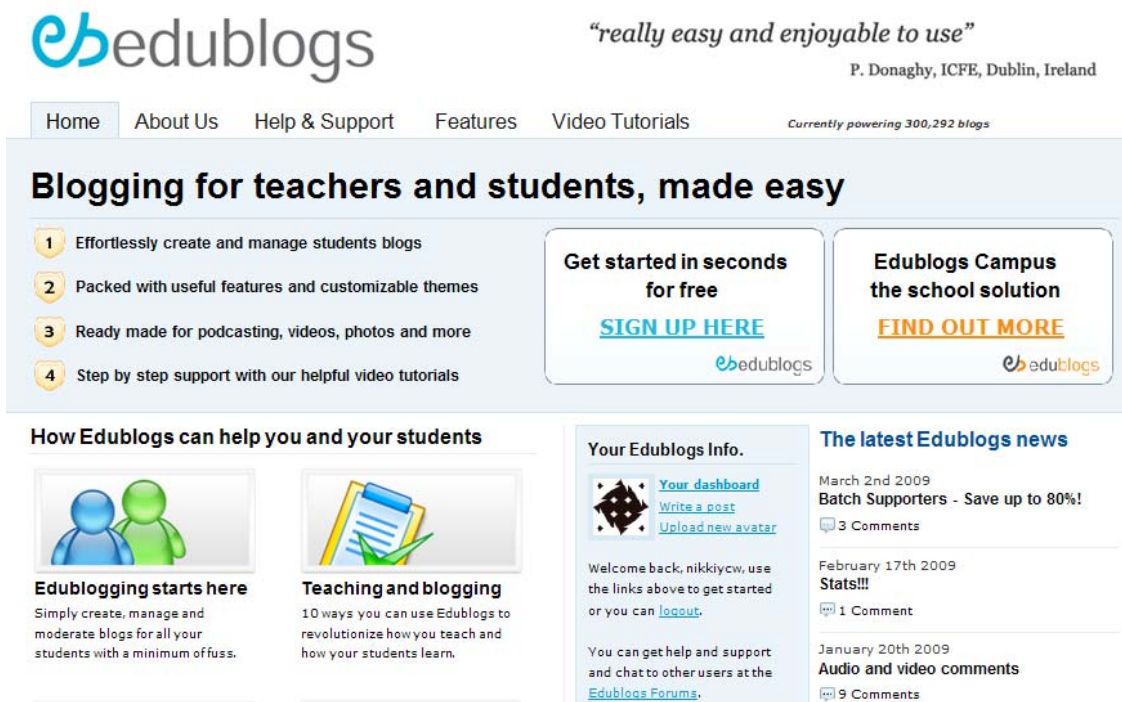 eb edublogs
“really easy and enjoyable to use”
P. Donaghy, ICFE, Dublin, Ireland
Home About Us Help & Support Features Video Tutorials Currently powering 300,292 blogs
Blogging for teachers and students, made easy
1 Effortlessly create and manage students blogs
2 Packed with useful features and customizable themes
3 Ready made for podcasting, videos, photos and more
4 Step by step support with our helpful video tutorials
Get started in seconds
for free
SIGN UP HERE
eb edublogs
Edublogs Campus
the school solution
FIND OUT MORE
eb edublogs
How Edublogs can help you and your students
Edublogging starts here
Simply create, manage and
moderate blogs for all your
students with a minimum of fuss.
Teaching and blogging
10 ways you can use Edublogs to
revolutionize how you teach and
how your students learn.
Your Edublogs Info.
Your dashboard
Write a post
Upload new avatar
Welcome back, nikkiycw, use
the links above to get started
or you can logout.
You can get help and support
and chat to other users at the
Edublogs Forums.
The latest Edublogs news
March 2nd 2009
Batch Supporters - Save up to 80%!
3 Comments
February 17th 2009
Stats!!!
1 Comment
January 20th 2009
Audio and video comments
9 Comments